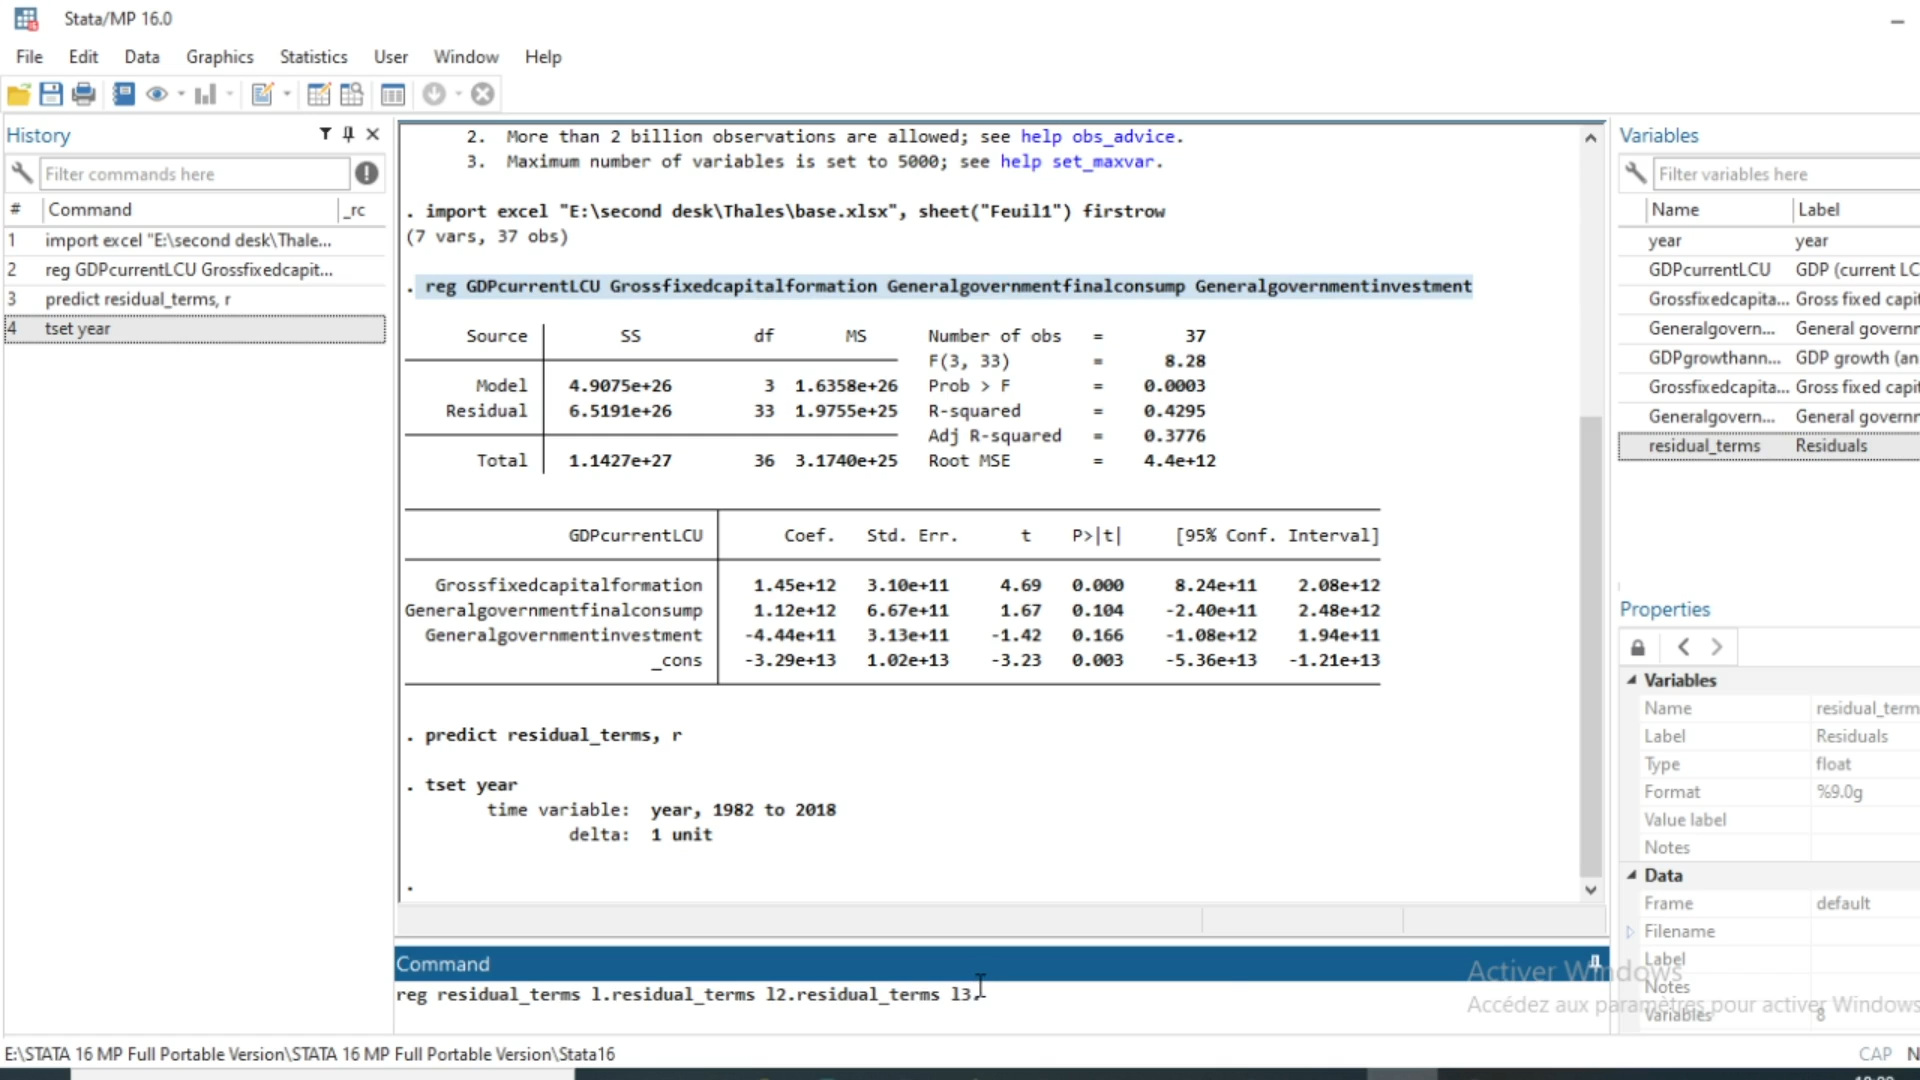 Stata/MP 16.0
File Edit Data Graphics Statistics User Window Help
History
Filter commands here
# Command _rc
1 import excel "E:\second desk\Thale...
2 reg GDPcurrentLCU Grossfixedcapit...
3 predict residual_terms, r
4 tset year
2. More than 2 billion observations are allowed; see help obs_advice.
3. Maximum number of variables is set to 5000; see help set_maxvar.
. import excel "E:\second desk\Thales\base.xlsx", sheet("Feuil1") firstrow
(7 vars, 37 obs)
. reg GDPcurrentLCU Grossfixedcapitalformation Generalgovernmentfinalconsump Generalgovernmentinvestment
Source SS df MS Number of obs = 37
F(3, 33) = 8.28
Model 4.9075e+26 3 1.6358e+26 Prob > F = 0.0003
Residual 6.5191e+26 33 1.9755e+25 R-squared = 0.4295
Adj R-squared = 0.3776
Total 1.1427e+27 36 3.1740e+25 Root MSE = 4.4e+12
GDPcurrentLCU Coef. Std. Err. t P>|t| [95% Conf. Interval]
Grossfixedcapitalformation 1.45e+12 3.10e+11 4.69 0.000 8.24e+11 2.08e+12
Generalgovernmentfinalconsump 1.12e+12 6.67e+11 1.67 0.104 -2.40e+11 2.48e+12
Generalgovernmentinvestment -4.44e+11 3.13e+11 -1.42 0.166 -1.08e+12 1.94e+11
_cons -3.29e+13 1.02e+13 -3.23 0.003 -5.36e+13 -1.21e+13
. predict residual_terms, r
. tset year
time variable: year, 1982 to 2018
delta: 1 unit
.
Command
reg residual_terms l.residual_terms l2.residual_terms l3.
Variables
Filter variables here
Name Label
year year
GDPcurrentLCU GDP (current LC
Grossfixedcapita... Gross fixed capit
Generalgovern... General governm
GDPgrowthann... GDP growth (an
Grossfixedcapita... Gross fixed capit
Generalgovern... General governm
residual_terms Residuals
Properties
Variables
Name residual_term
Label Residuals
Type float
Format %9.0g
Value label
Notes
Data
Frame default
Filename
Label
Notes
Variables 8
Activer Windows
Accédez aux paramètres pour activer Windows
E:\STATA 16 MP Full Portable Version\STATA 16 MP Full Portable Version\Stata16
CAP N